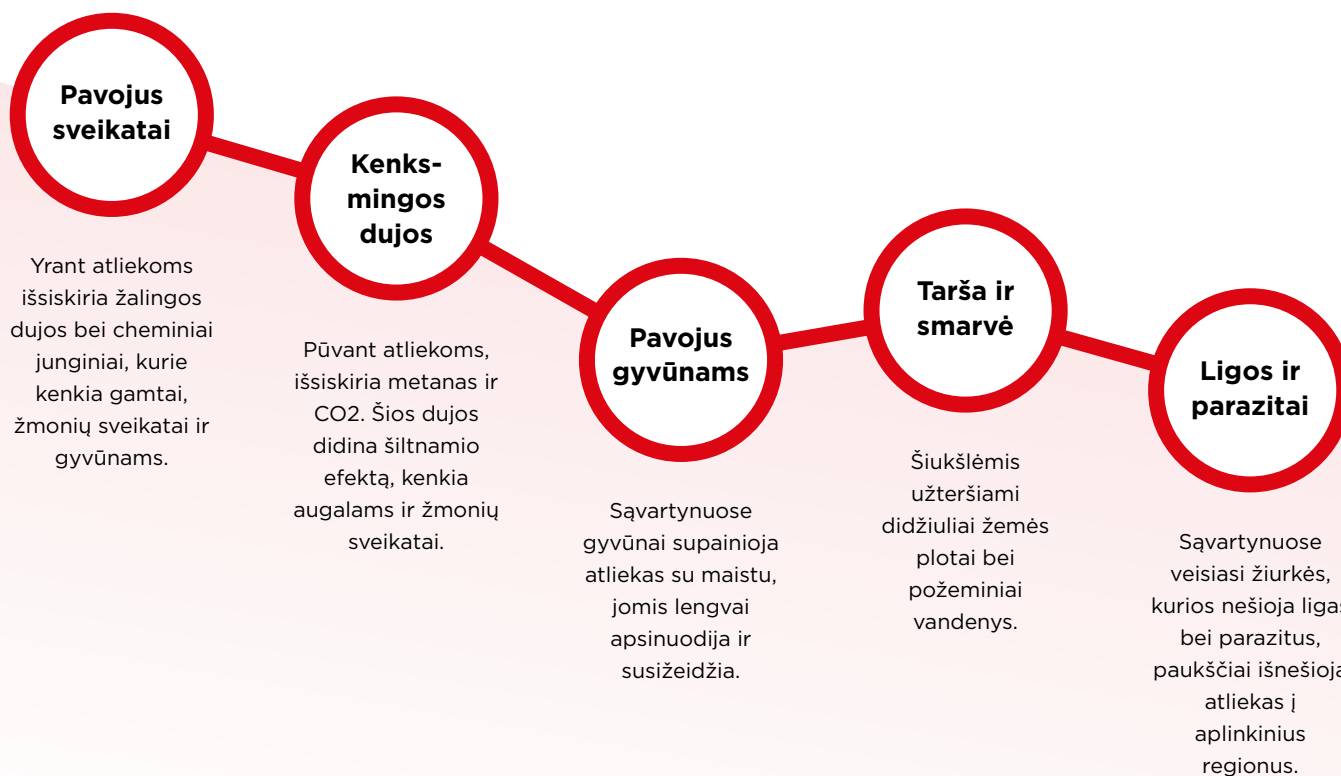 Pavojus
sveikatai
Yrant atliekoms
išsiskiria žalingos
dujos bei cheminiai
junginiai, kurie
kenkia gamtai,
žmonių sveikatai ir
gyvūnams.
Kenks-
mingos
dujos
Pūvant atliekoms,
išsiskiria metanas ir
CO2. Šios dujos
didina šiltnamio
efektą, kenkia
augalams ir žmonių
sveikatai.
Pavojus
gyvūnams
Sąvartynuose
gyvūnai supainioja
atliekas su maistu,
jomis lengvai
apsinuodija ir
susižeidžia.
Tarša ir
smarvė
Šiukšlėmis
užteršiami
didžiuliai žemės
plotai bei
požeminiai
vandenys.
Ligos ir
parazitai
Sąvartynuose
veisiasi žiurkės,
kurios nešioja ligas
bei parazitus,
paukščiai išnešioja
atliekas į
aplinkinius
regionus.